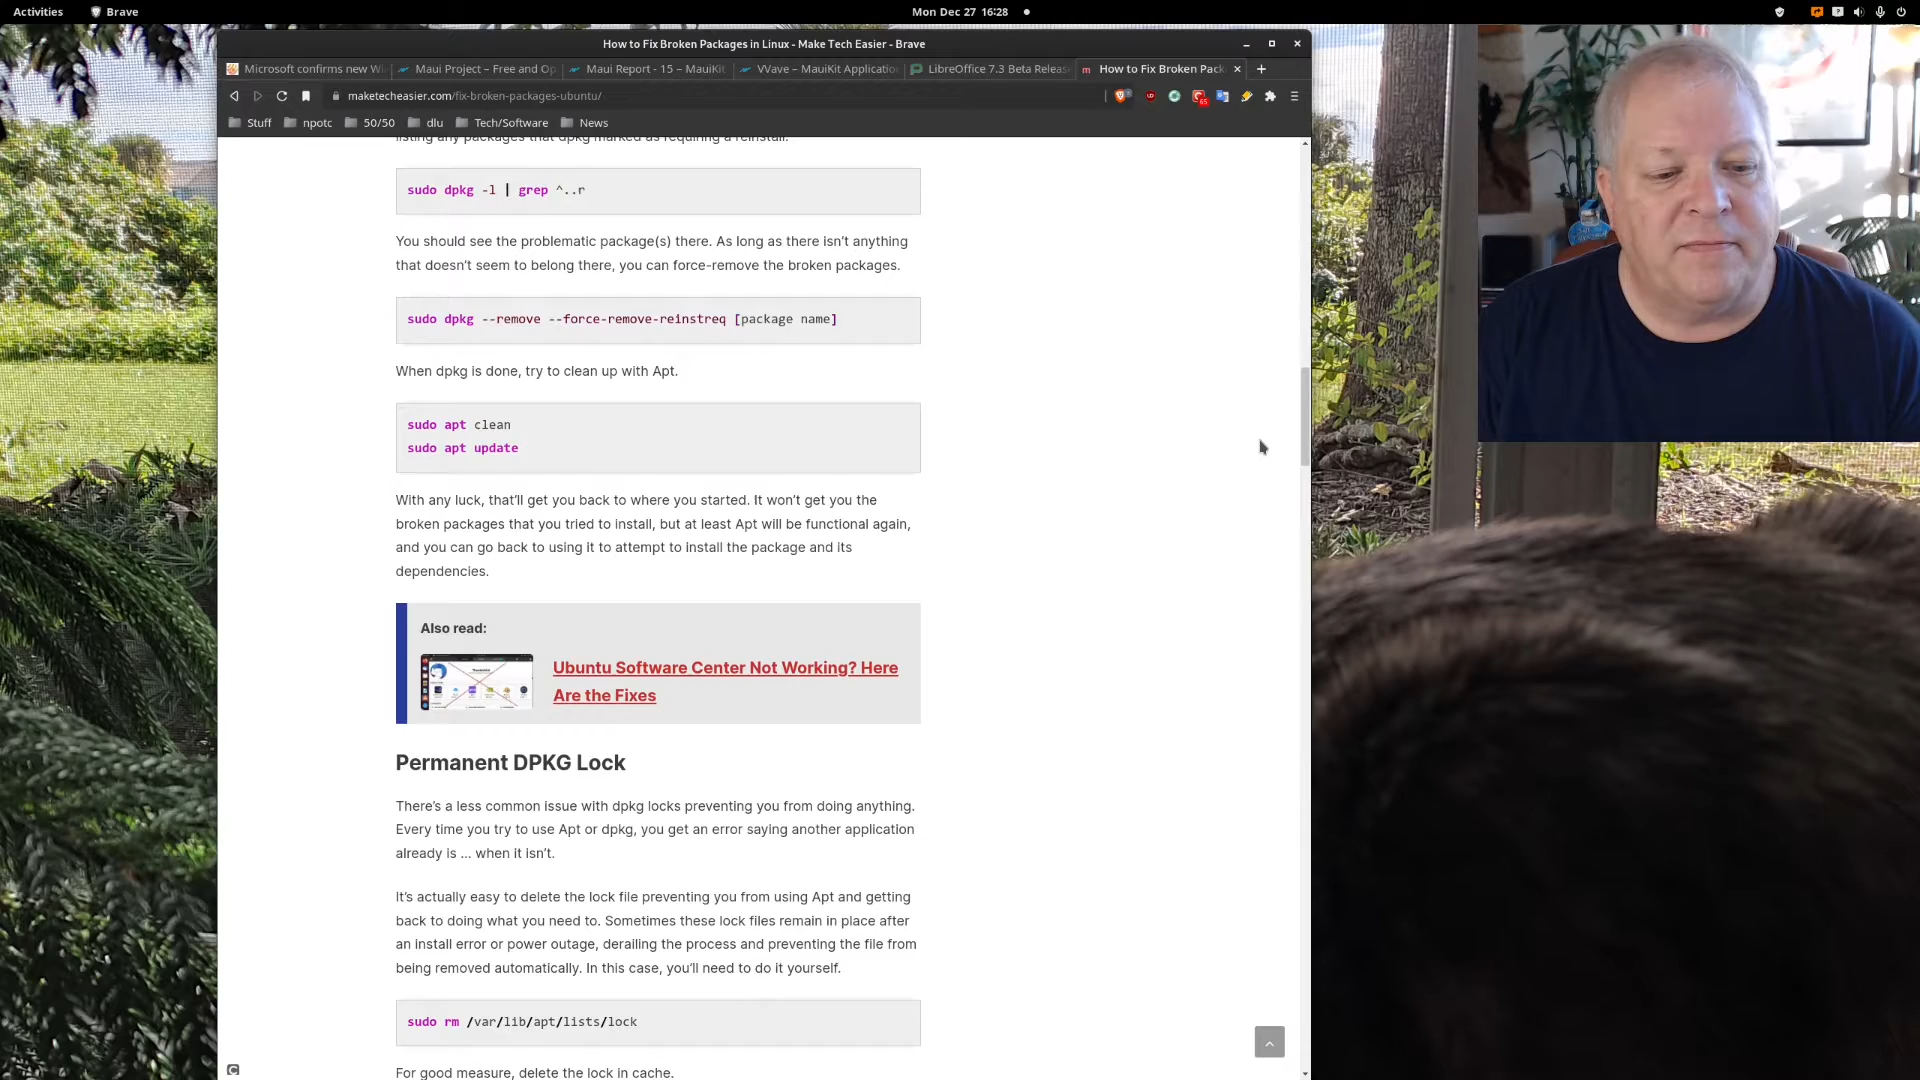 Activities Brave Mon Dec 27 16:28
How to Fix Broken Packages in Linux - Make Tech Easier - Brave
Microsoft confirms new Wi Maui Project – Free and Op Maui Report - 15 – MauiKit VVave – MauiKit Applicatio LibreOffice 7.3 Beta Releas How to Fix Broken Pack
maketecheasier.com/fix-broken-packages-ubuntu/
Stuff npotc 50/50 dlu Tech/Software News
listing any packages that dpkg marked as requiring a reinstall.
sudo dpkg -l | grep ^..r
You should see the problematic package(s) there. As long as there isn’t anything
that doesn’t seem to belong there, you can force-remove the broken packages.
sudo dpkg --remove --force-remove-reinstreq [package name]
When dpkg is done, try to clean up with Apt.
sudo apt clean
sudo apt update
With any luck, that’ll get you back to where you started. It won’t get you the
broken packages that you tried to install, but at least Apt will be functional again,
and you can go back to using it to attempt to install the package and its
dependencies.
Also read:
Ubuntu Software Center Not Working? Here
Are the Fixes
Permanent DPKG Lock
There’s a less common issue with dpkg locks preventing you from doing anything.
Every time you try to use Apt or dpkg, you get an error saying another application
already is … when it isn’t.
It’s actually easy to delete the lock file preventing you from using Apt and getting
back to doing what you need to. Sometimes these lock files remain in place after
an install error or power outage, derailing the process and preventing the file from
being removed automatically. In this case, you’ll need to do it yourself.
sudo rm /var/lib/apt/lists/lock
For good measure, delete the lock in cache.